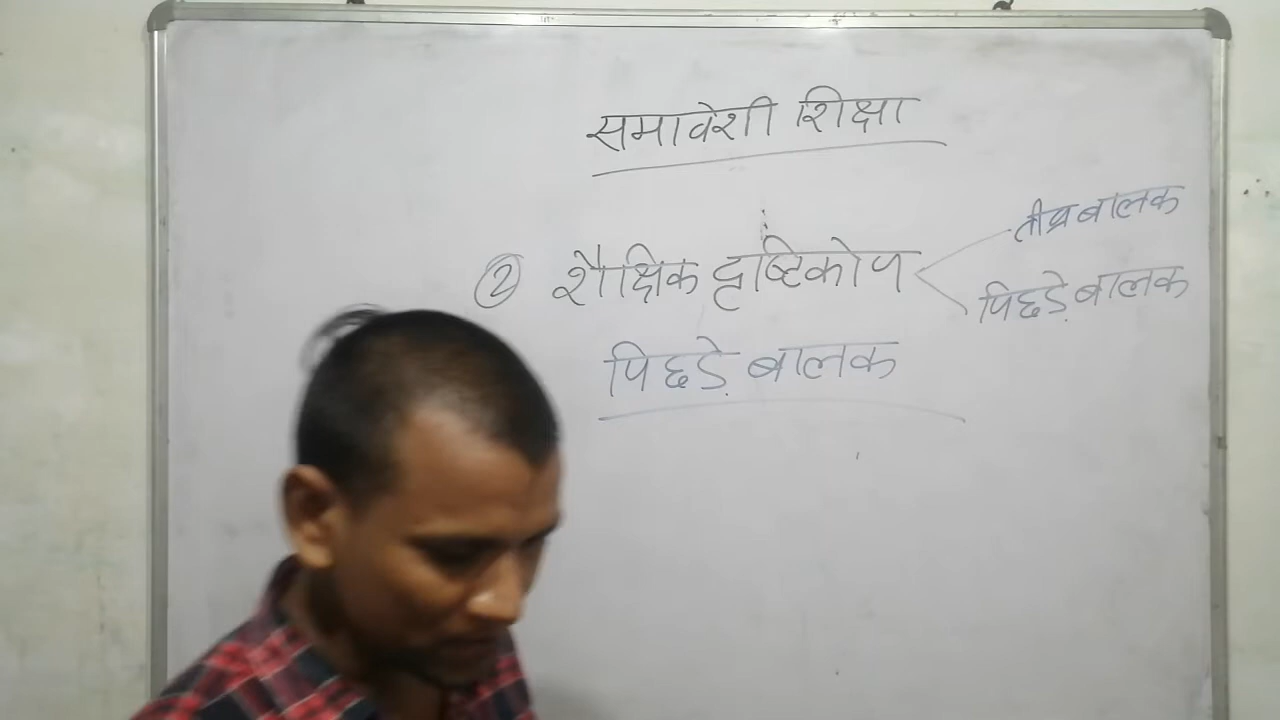 समावेशी शिक्षा
② शैक्षिक दृष्टिकोण
तीव्र बालक
पिछड़े बालक
पिछड़े बालक